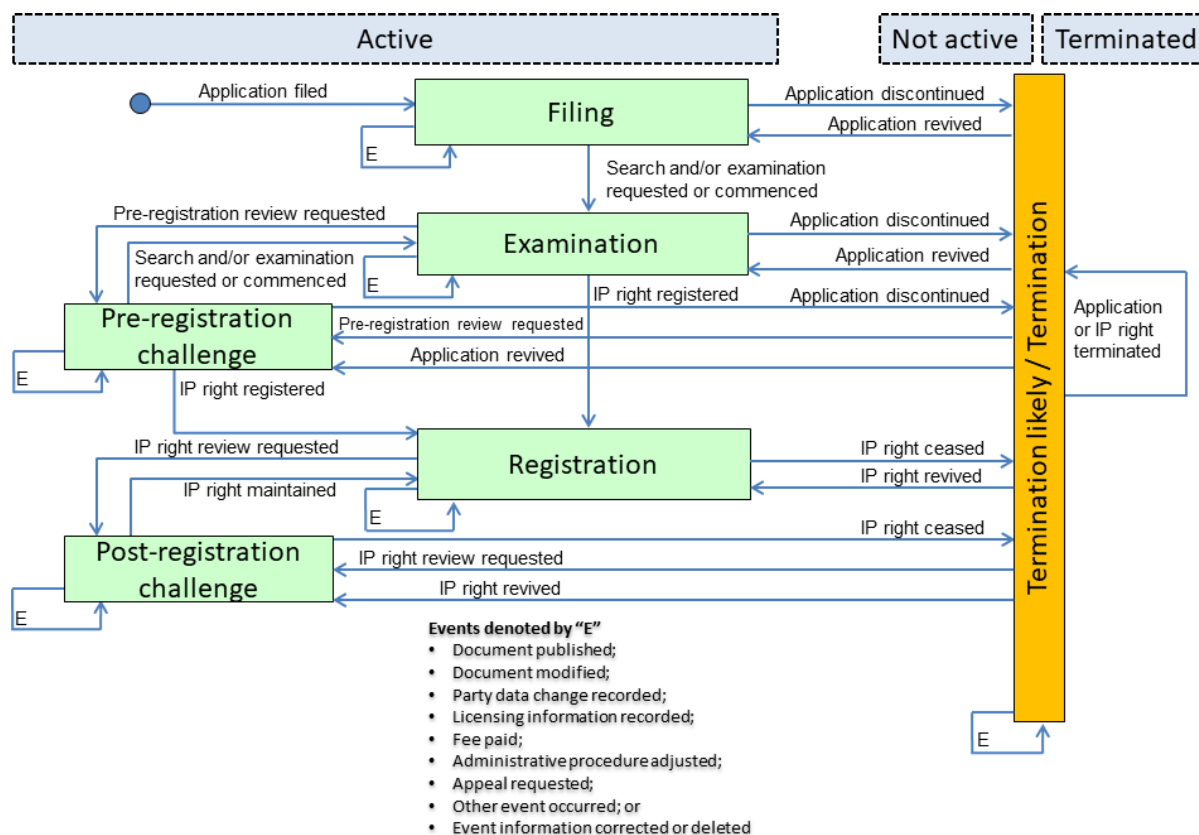 Active
Not active
Terminated
Application filed
Filing
Application discontinued
Application revived
E
Search and/or examination
requested or commenced
Pre-registration review requested
Examination
Application discontinued
Application revived
Search and/or examination
requested or commenced
E
IP right registered
Application discontinued
Pre-registration
challenge
Pre-registration review requested
Application revived
E
IP right registered
Application
or IP right
terminated
Termination likely / Termination
IP right review requested
Registration
IP right ceased
IP right revived
IP right maintained
E
IP right ceased
Post-registration
challenge
IP right review requested
IP right revived
E
Events denoted by “E”
• Document published;
• Document modified;
• Party data change recorded;
• Licensing information recorded;
• Fee paid;
• Administrative procedure adjusted;
• Appeal requested;
• Other event occurred; or
• Event information corrected or deleted
E